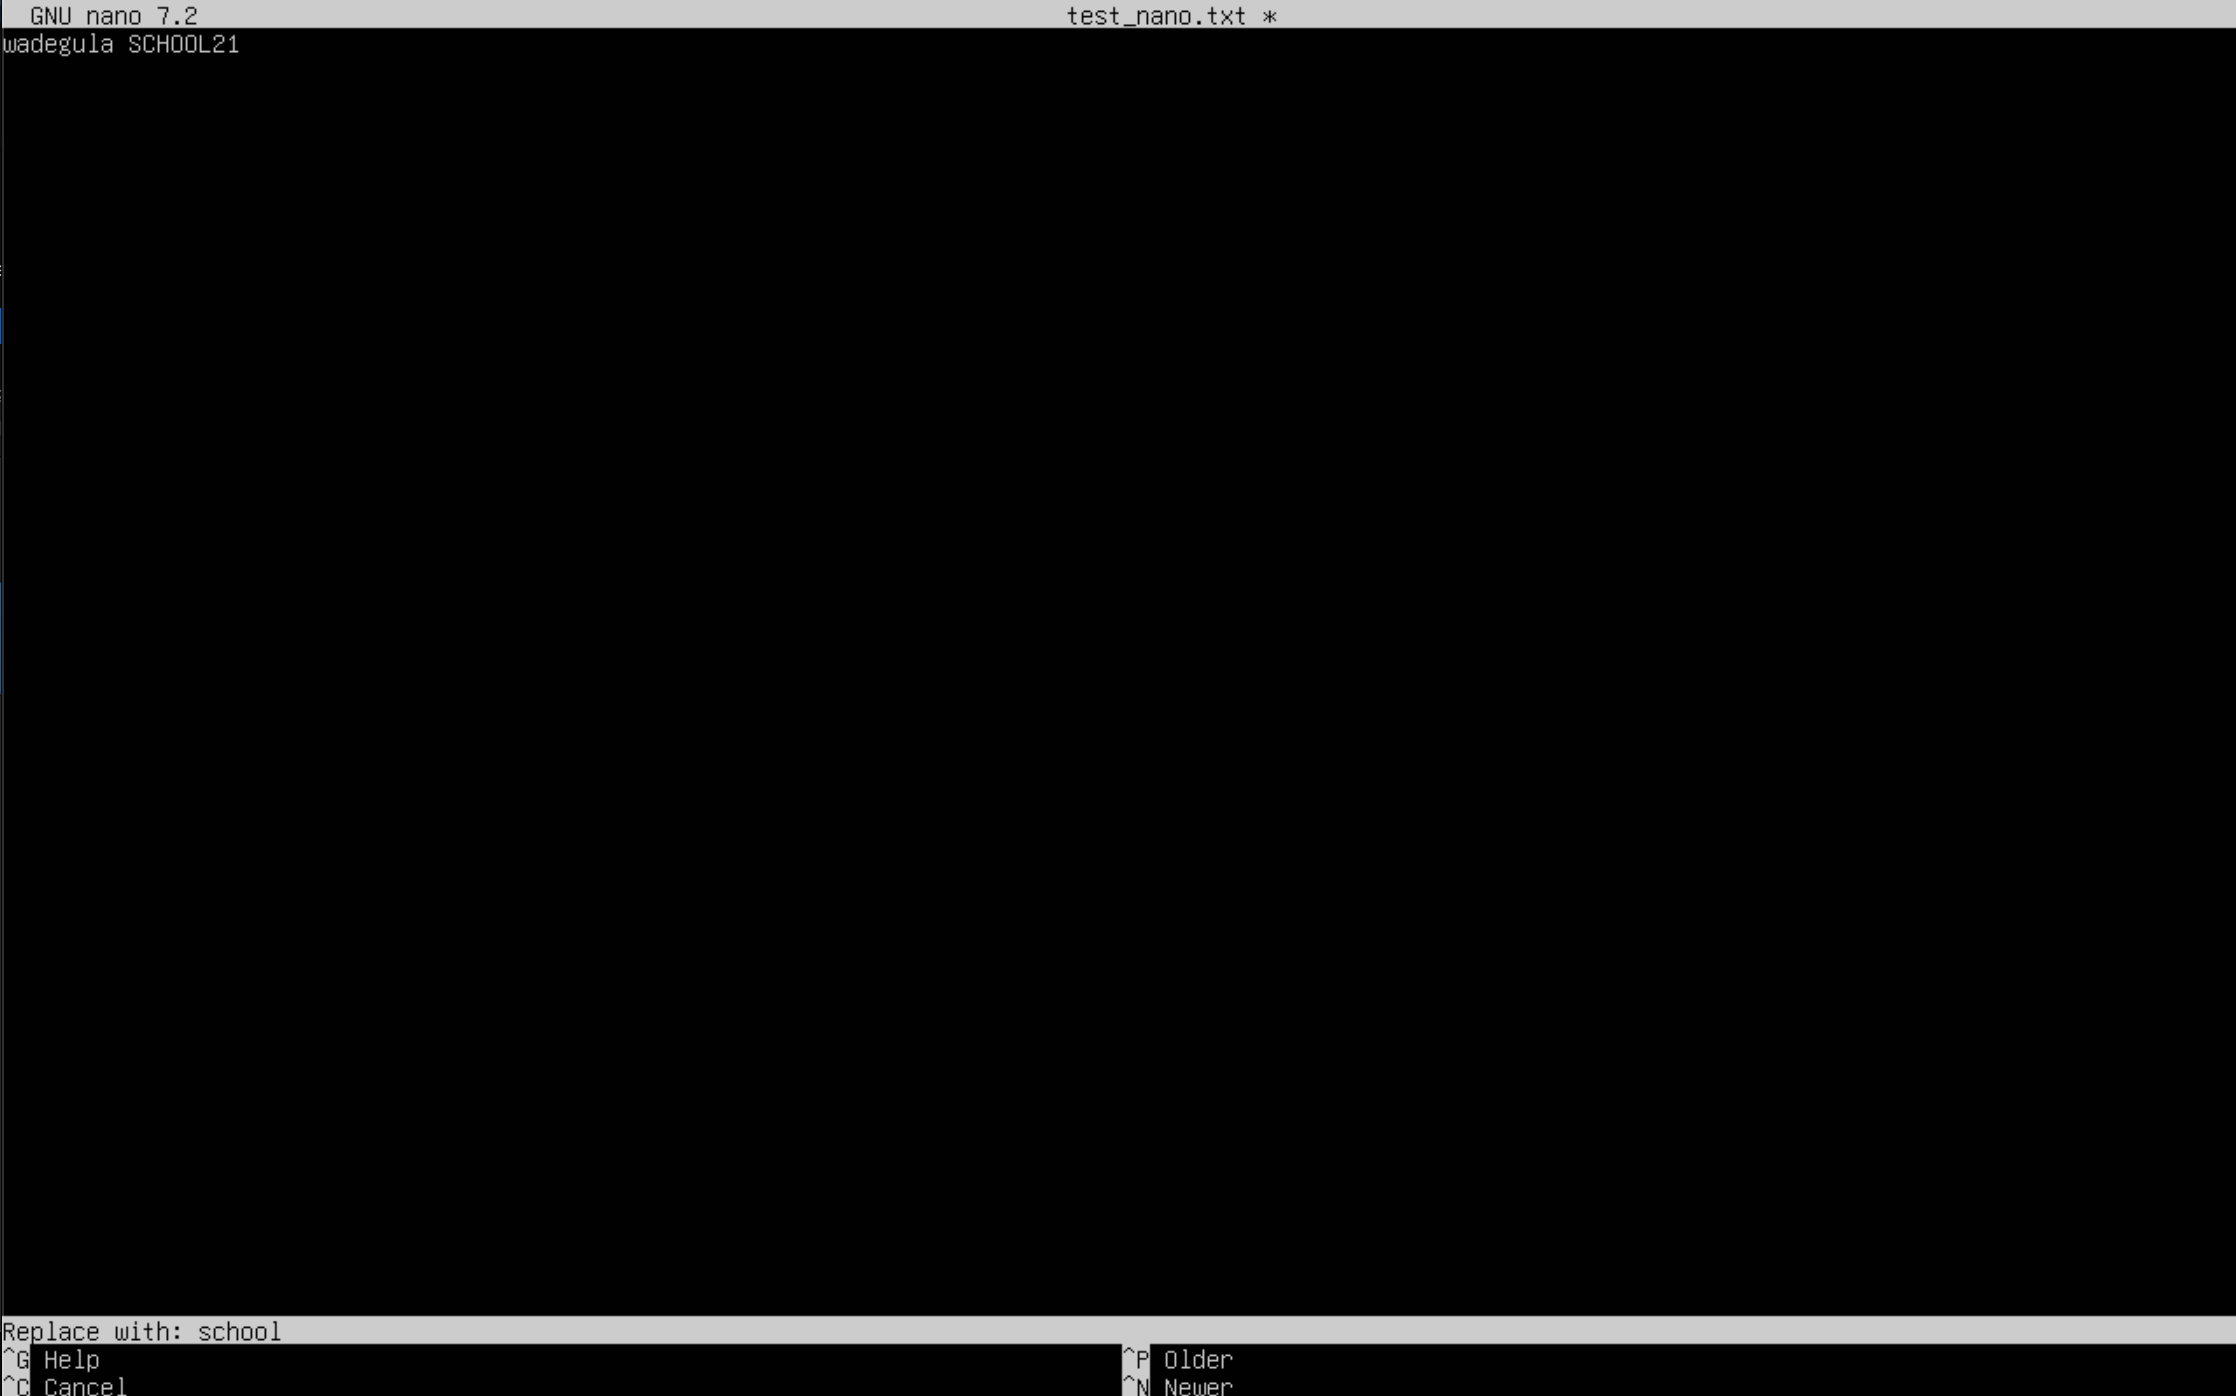 GNU nano 7.2 test_nano.txt *
wadegula SCHOOL21
Replace with: school
^G Help ^P Older
^C Cancel ^N Newer